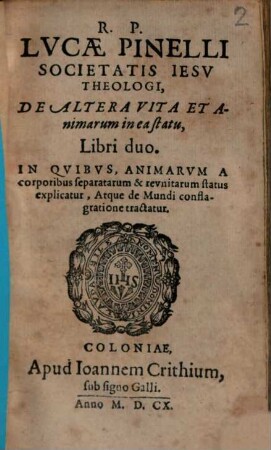 2
R. P.
LVCÆ PINELLI
SOCIETATIS IESV
THEOLOGI,
DE ALTERA VITA ET A-
nimarum in ea statu,
Libri duo.
IN QVIBVS, ANIMARVM A
corporibus separatarum & reunitarum status
explicatur, Atque de Mundi confla-
gratione tractatur.
IHS
COLONIAE,
Apud Ioannem Crithium,
sub signo Galli.
Anno M. D. CX.